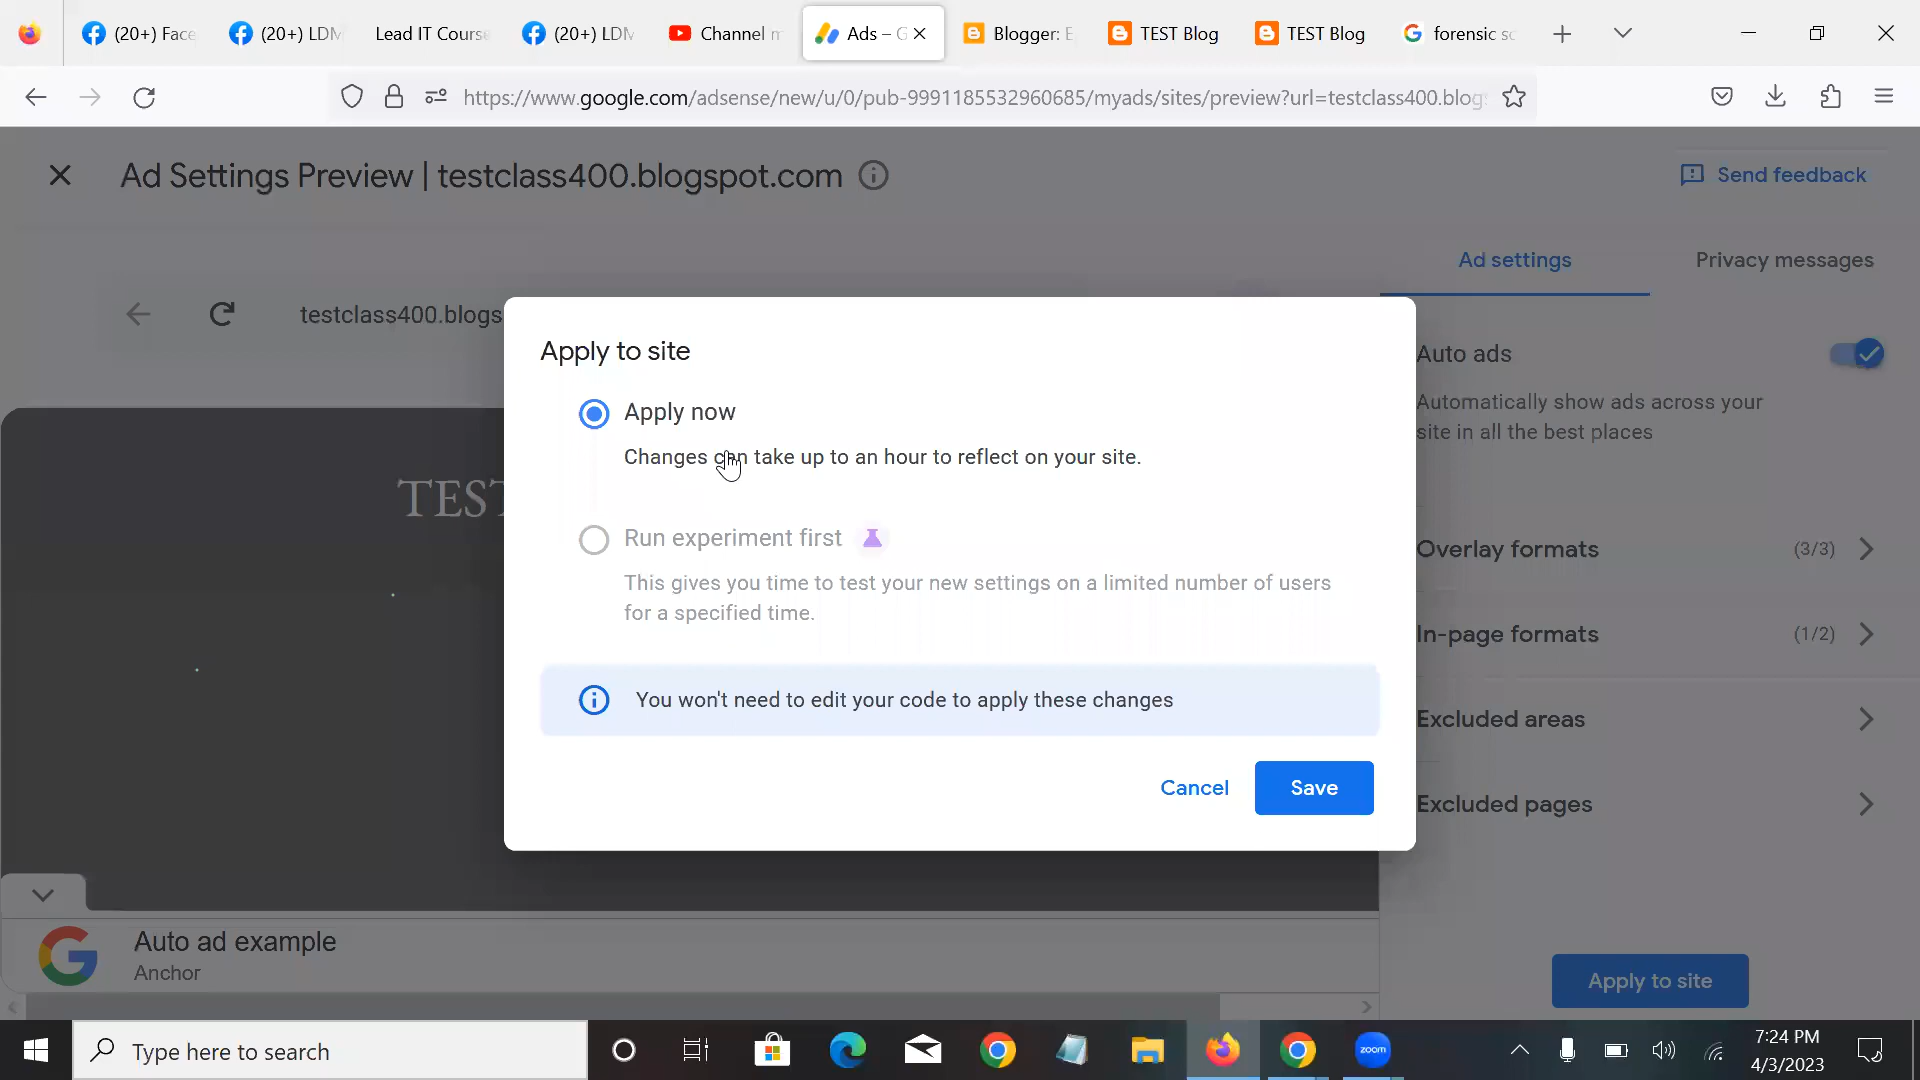 (20+) Face
(20+) LDM
Lead IT Course
(20+) LDM
Channel m
Ads – G
Blogger: E
TEST Blog
TEST Blog
forensic sc
https://www.google.com/adsense/new/u/0/pub-9991185532960685/myads/sites/preview?url=testclass400.blogs
Ad Settings Preview | testclass400.blogspot.com
Send feedback
Ad settings
Privacy messages
testclass400.blogs
Apply to site
Apply now
Changes can take up to an hour to reflect on your site.
Run experiment first
This gives you time to test your new settings on a limited number of users
for a specified time.
You won't need to edit your code to apply these changes
Cancel
Save
Auto ads
Automatically show ads across your
site in all the best places
Overlay formats (3/3)
In-page formats (1/2)
Excluded areas
Excluded pages
TEST
Auto ad example
Anchor
Apply to site
Type here to search
zoom
7:24 PM
4/3/2023